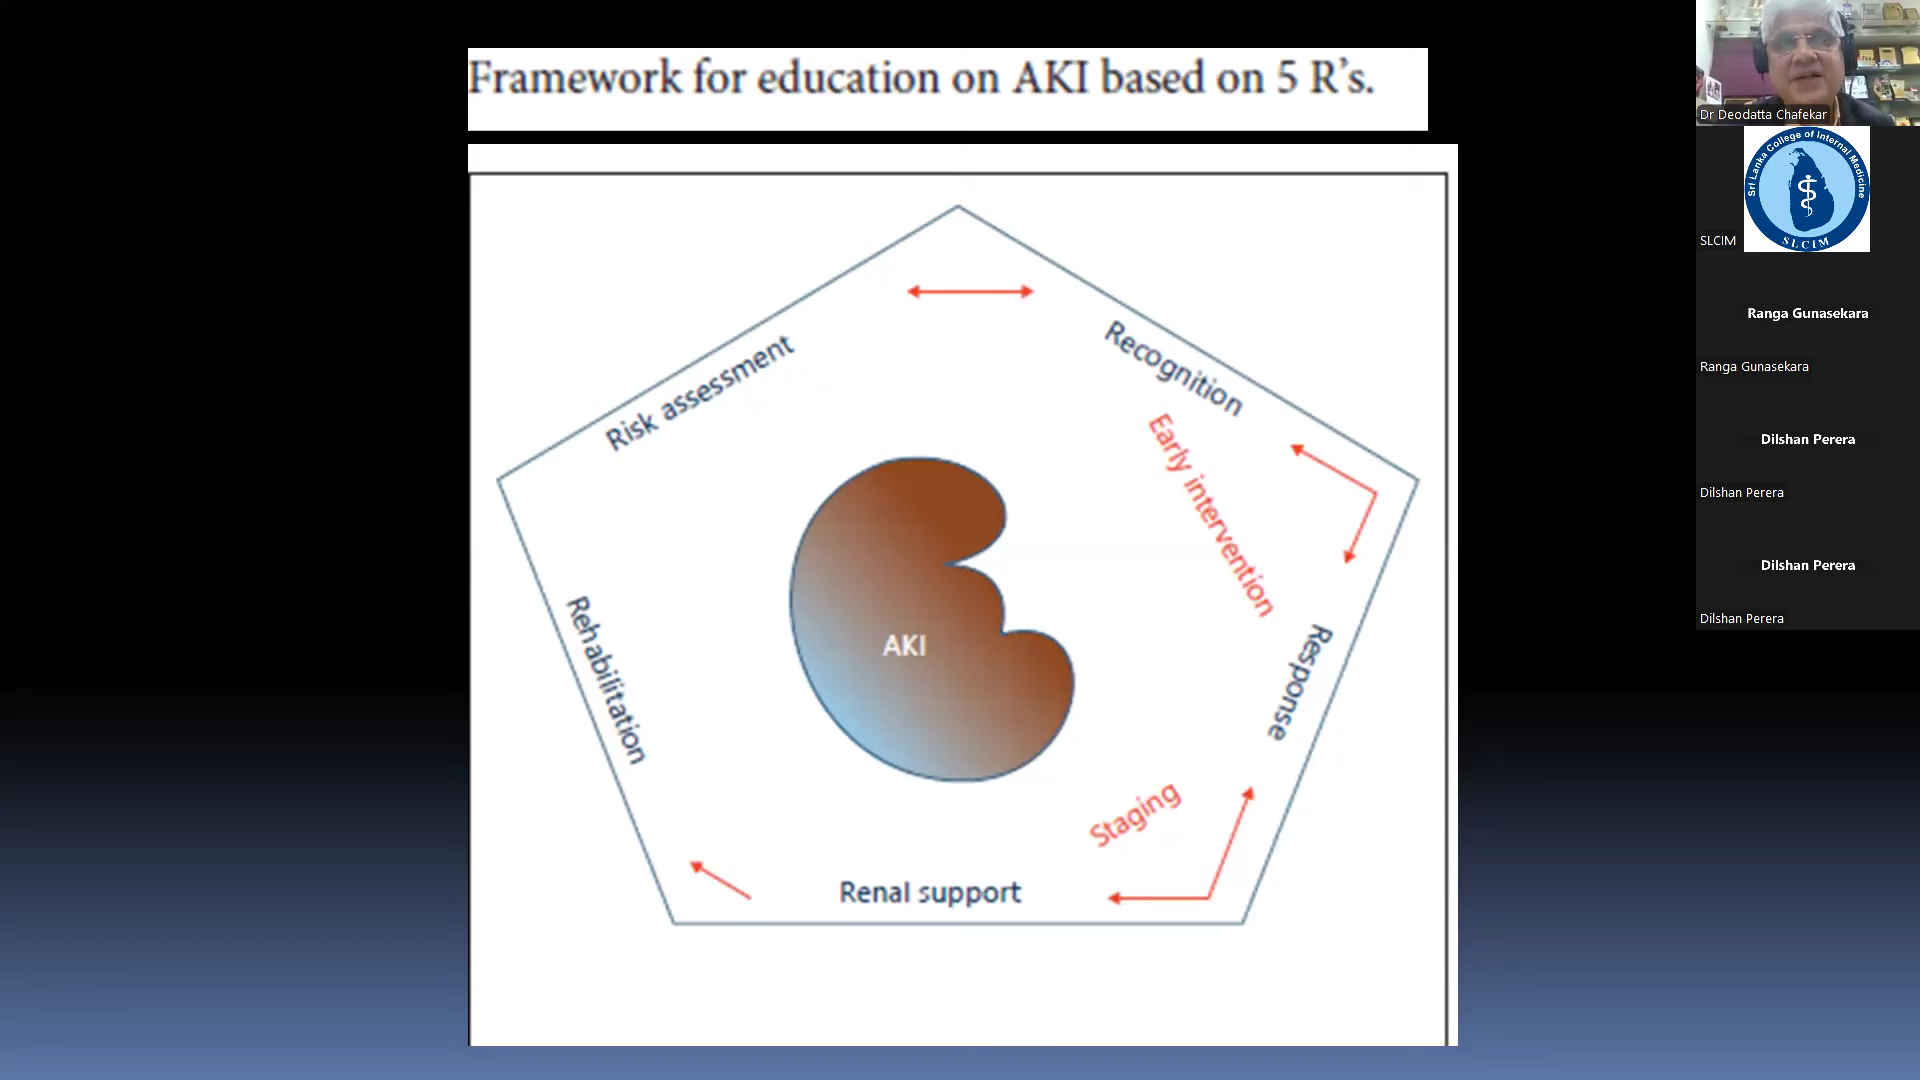 Framework for education on AKI based on 5 R's.
Risk assessment
Recognition
Early intervention
Response
Staging
Renal support
Rehabilitation
AKI
Dr Deodatta Chafekar
Sri Lanka College of Internal Medicine
SLCIM
SLCIM
Ranga Gunasekara
Ranga Gunasekara
Dilshan Perera
Dilshan Perera
Dilshan Perera
Dilshan Perera